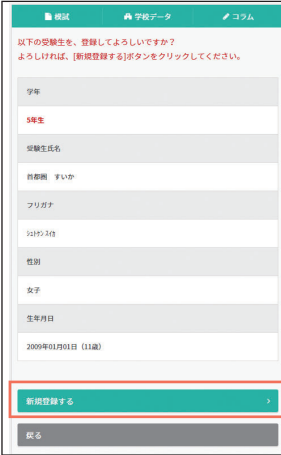 模試 学校データ コラム
以下の受験生を、登録してよろしいですか？
よろしければ、[新規登録する]ボタンをクリックしてください。
学年
5年生
受験生氏名
首都圏　すいか
フリガナ
ｼｭﾄｹﾝ ｽｲｶ
性別
女子
生年月日
2009年01月01日（11歳）
新規登録する
戻る